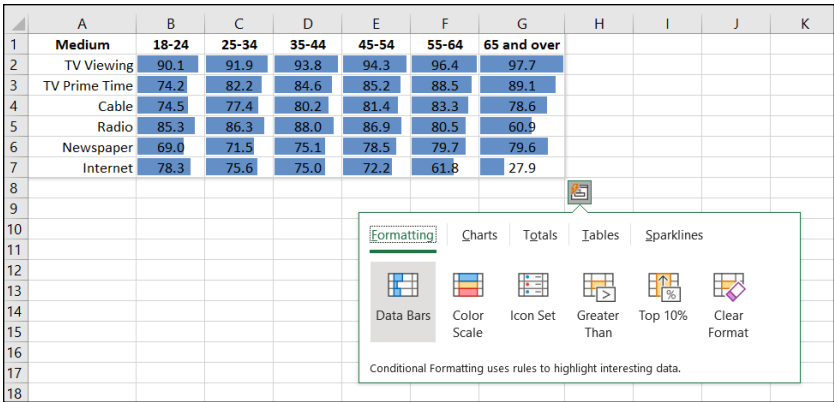 A B C D E F G H I J K
1 Medium 18-24 25-34 35-44 45-54 55-64 65 and over
2 TV Viewing 90.1 91.9 93.8 94.3 96.4 97.7
3 TV Prime Time 74.2 82.2 84.6 85.2 88.5 89.1
4 Cable 74.5 77.4 80.2 81.4 83.3 78.6
5 Radio 85.3 86.3 88.0 86.9 80.5 60.9
6 Newspaper 69.0 71.5 75.1 78.5 79.7 79.6
7 Internet 78.3 75.6 75.0 72.2 61.8 27.9
8
9
10
11
12
13
14
15
16
17
18
Formatting Charts Totals Tables Sparklines
Data Bars Color Icon Set Greater Top 10% Clear
Scale Than Format
Conditional Formatting uses rules to highlight interesting data.